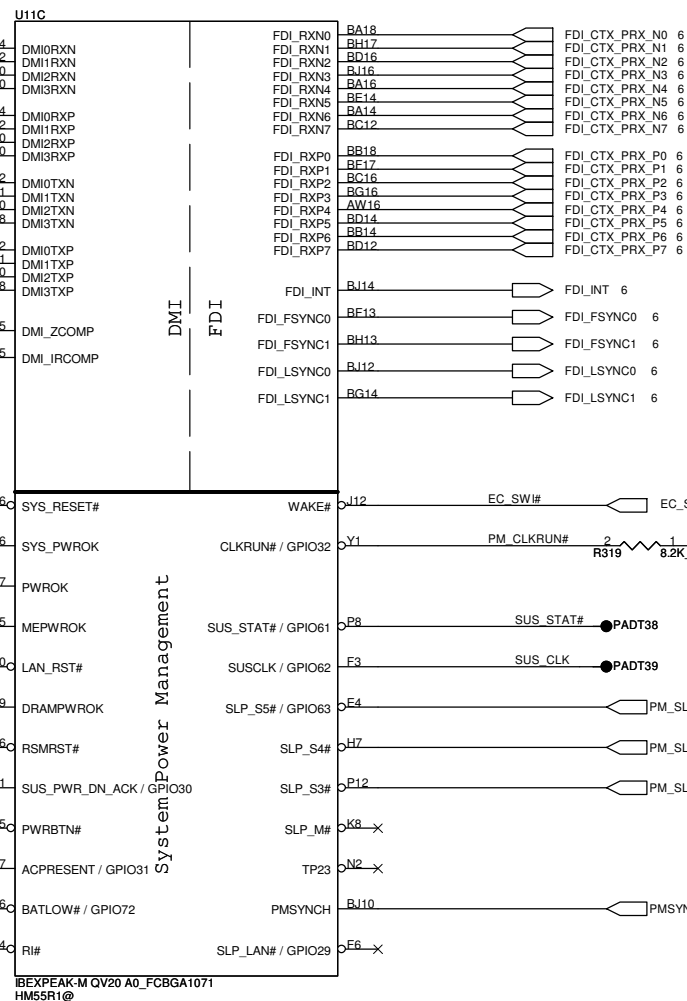 U11C
DMI0RXN
DMI1RXN
DMI2RXN
DMI3RXN
DMI0RXP
DMI1RXP
DMI2RXP
DMI3RXP
DMI0TXN
DMI1TXN
DMI2TXN
DMI3TXN
DMI0TXP
DMI1TXP
DMI2TXP
DMI3TXP
DMI_ZCOMP
DMI_IRCOMP
DMI
FDI
FDI_RXN0 BA18 FDI_CTX_PRX_N0 6
FDI_RXN1 BH17 FDI_CTX_PRX_N1 6
FDI_RXN2 BD16 FDI_CTX_PRX_N2 6
FDI_RXN3 BJ16 FDI_CTX_PRX_N3 6
FDI_RXN4 BA16 FDI_CTX_PRX_N4 6
FDI_RXN5 BE14 FDI_CTX_PRX_N5 6
FDI_RXN6 BA14 FDI_CTX_PRX_N6 6
FDI_RXN7 BC12 FDI_CTX_PRX_N7 6
FDI_RXP0 BB18 FDI_CTX_PRX_P0 6
FDI_RXP1 BF17 FDI_CTX_PRX_P1 6
FDI_RXP2 BC16 FDI_CTX_PRX_P2 6
FDI_RXP3 BG16 FDI_CTX_PRX_P3 6
FDI_RXP4 AW16 FDI_CTX_PRX_P4 6
FDI_RXP5 BD14 FDI_CTX_PRX_P5 6
FDI_RXP6 BB14 FDI_CTX_PRX_P6 6
FDI_RXP7 BD12 FDI_CTX_PRX_P7 6
FDI_INT BJ14 FDI_INT 6
FDI_FSYNC0 BF13 FDI_FSYNC0 6
FDI_FSYNC1 BH13 FDI_FSYNC1 6
FDI_LSYNC0 BJ12 FDI_LSYNC0 6
FDI_LSYNC1 BG14 FDI_LSYNC1 6
SYS_RESET#
SYS_PWROK
PWROK
MEPWROK
LAN_RST#
DRAMPWROK
RSMRST#
SUS_PWR_DN_ACK / GPIO30
PWRBTN#
ACPRESENT / GPIO31
BATLOW# / GPIO72
RI#
System Power Management
WAKE# J12 EC_SWI#
CLKRUN# / GPIO32 Y1 PM_CLKRUN# 2 R319 1 8.2K_
SUS_STAT# / GPIO61 P8 SUS_STAT# PADT38
SUSCLK / GPIO62 F3 SUS_CLK PADT39
SLP_S5# / GPIO63 E4 PM_SL
SLP_S4# H7 PM_SL
SLP_S3# P12 PM_SL
SLP_M# K8
TP23 N2
PMSYNCH BJ10 PMSYN
SLP_LAN# / GPIO29 F6
IBEXPEAK-M QV20 A0_FCBGA1071
HM55R1@